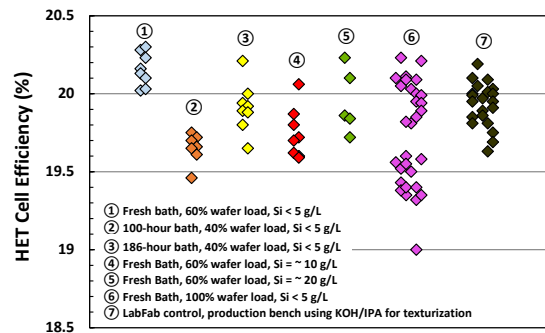 20.5
20
19.5
19
18.5
HET Cell Efficiency (%)
1
2
3
4
5
6
7
1 Fresh bath, 60% wafer load, Si < 5 g/L
2 100-hour bath, 40% wafer load, Si < 5 g/L
3 186-hour bath, 40% wafer load, Si < 5 g/L
4 Fresh Bath, 60% wafer load, Si = ~ 10 g/L
5 Fresh Bath, 60% wafer load, Si = ~ 20 g/L
6 Fresh Bath, 100% wafer load, Si < 5 g/L
7 LabFab control, production bench using KOH/IPA for texturization